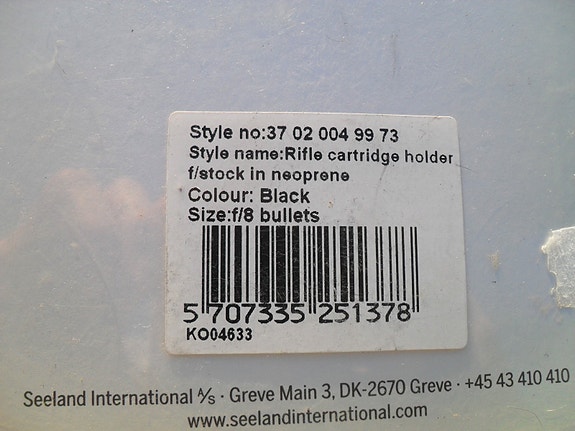 Style no:37 02 004 99 73
Style name:Rifle cartridge holder
f/stock in neoprene
Colour: Black
Size:f/8 bullets
5 707335 251378
KO04633
Seeland International A/S · Greve Main 3, DK-2670 Greve · +45 43 410 410
www.seelandinternational.com